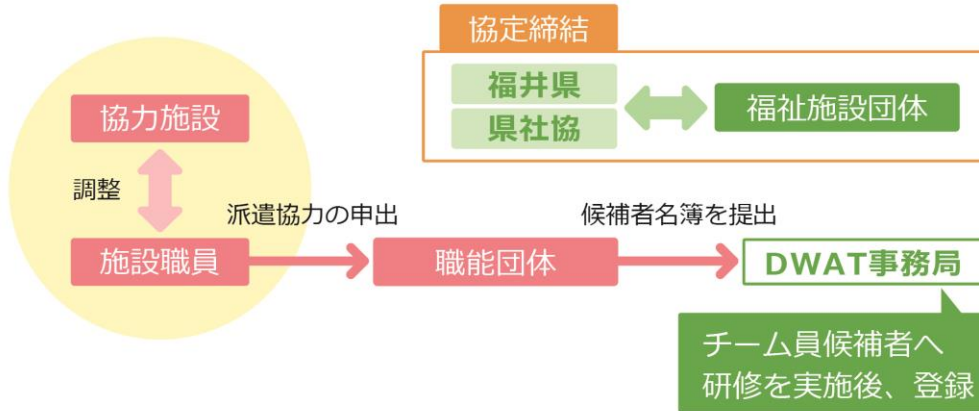 協定締結
福井県
県社協
福祉施設団体
協力施設
調整
施設職員
派遣協力の申出
職能団体
候補者名簿を提出
DWAT事務局
チーム員候補者へ
研修を実施後、登録